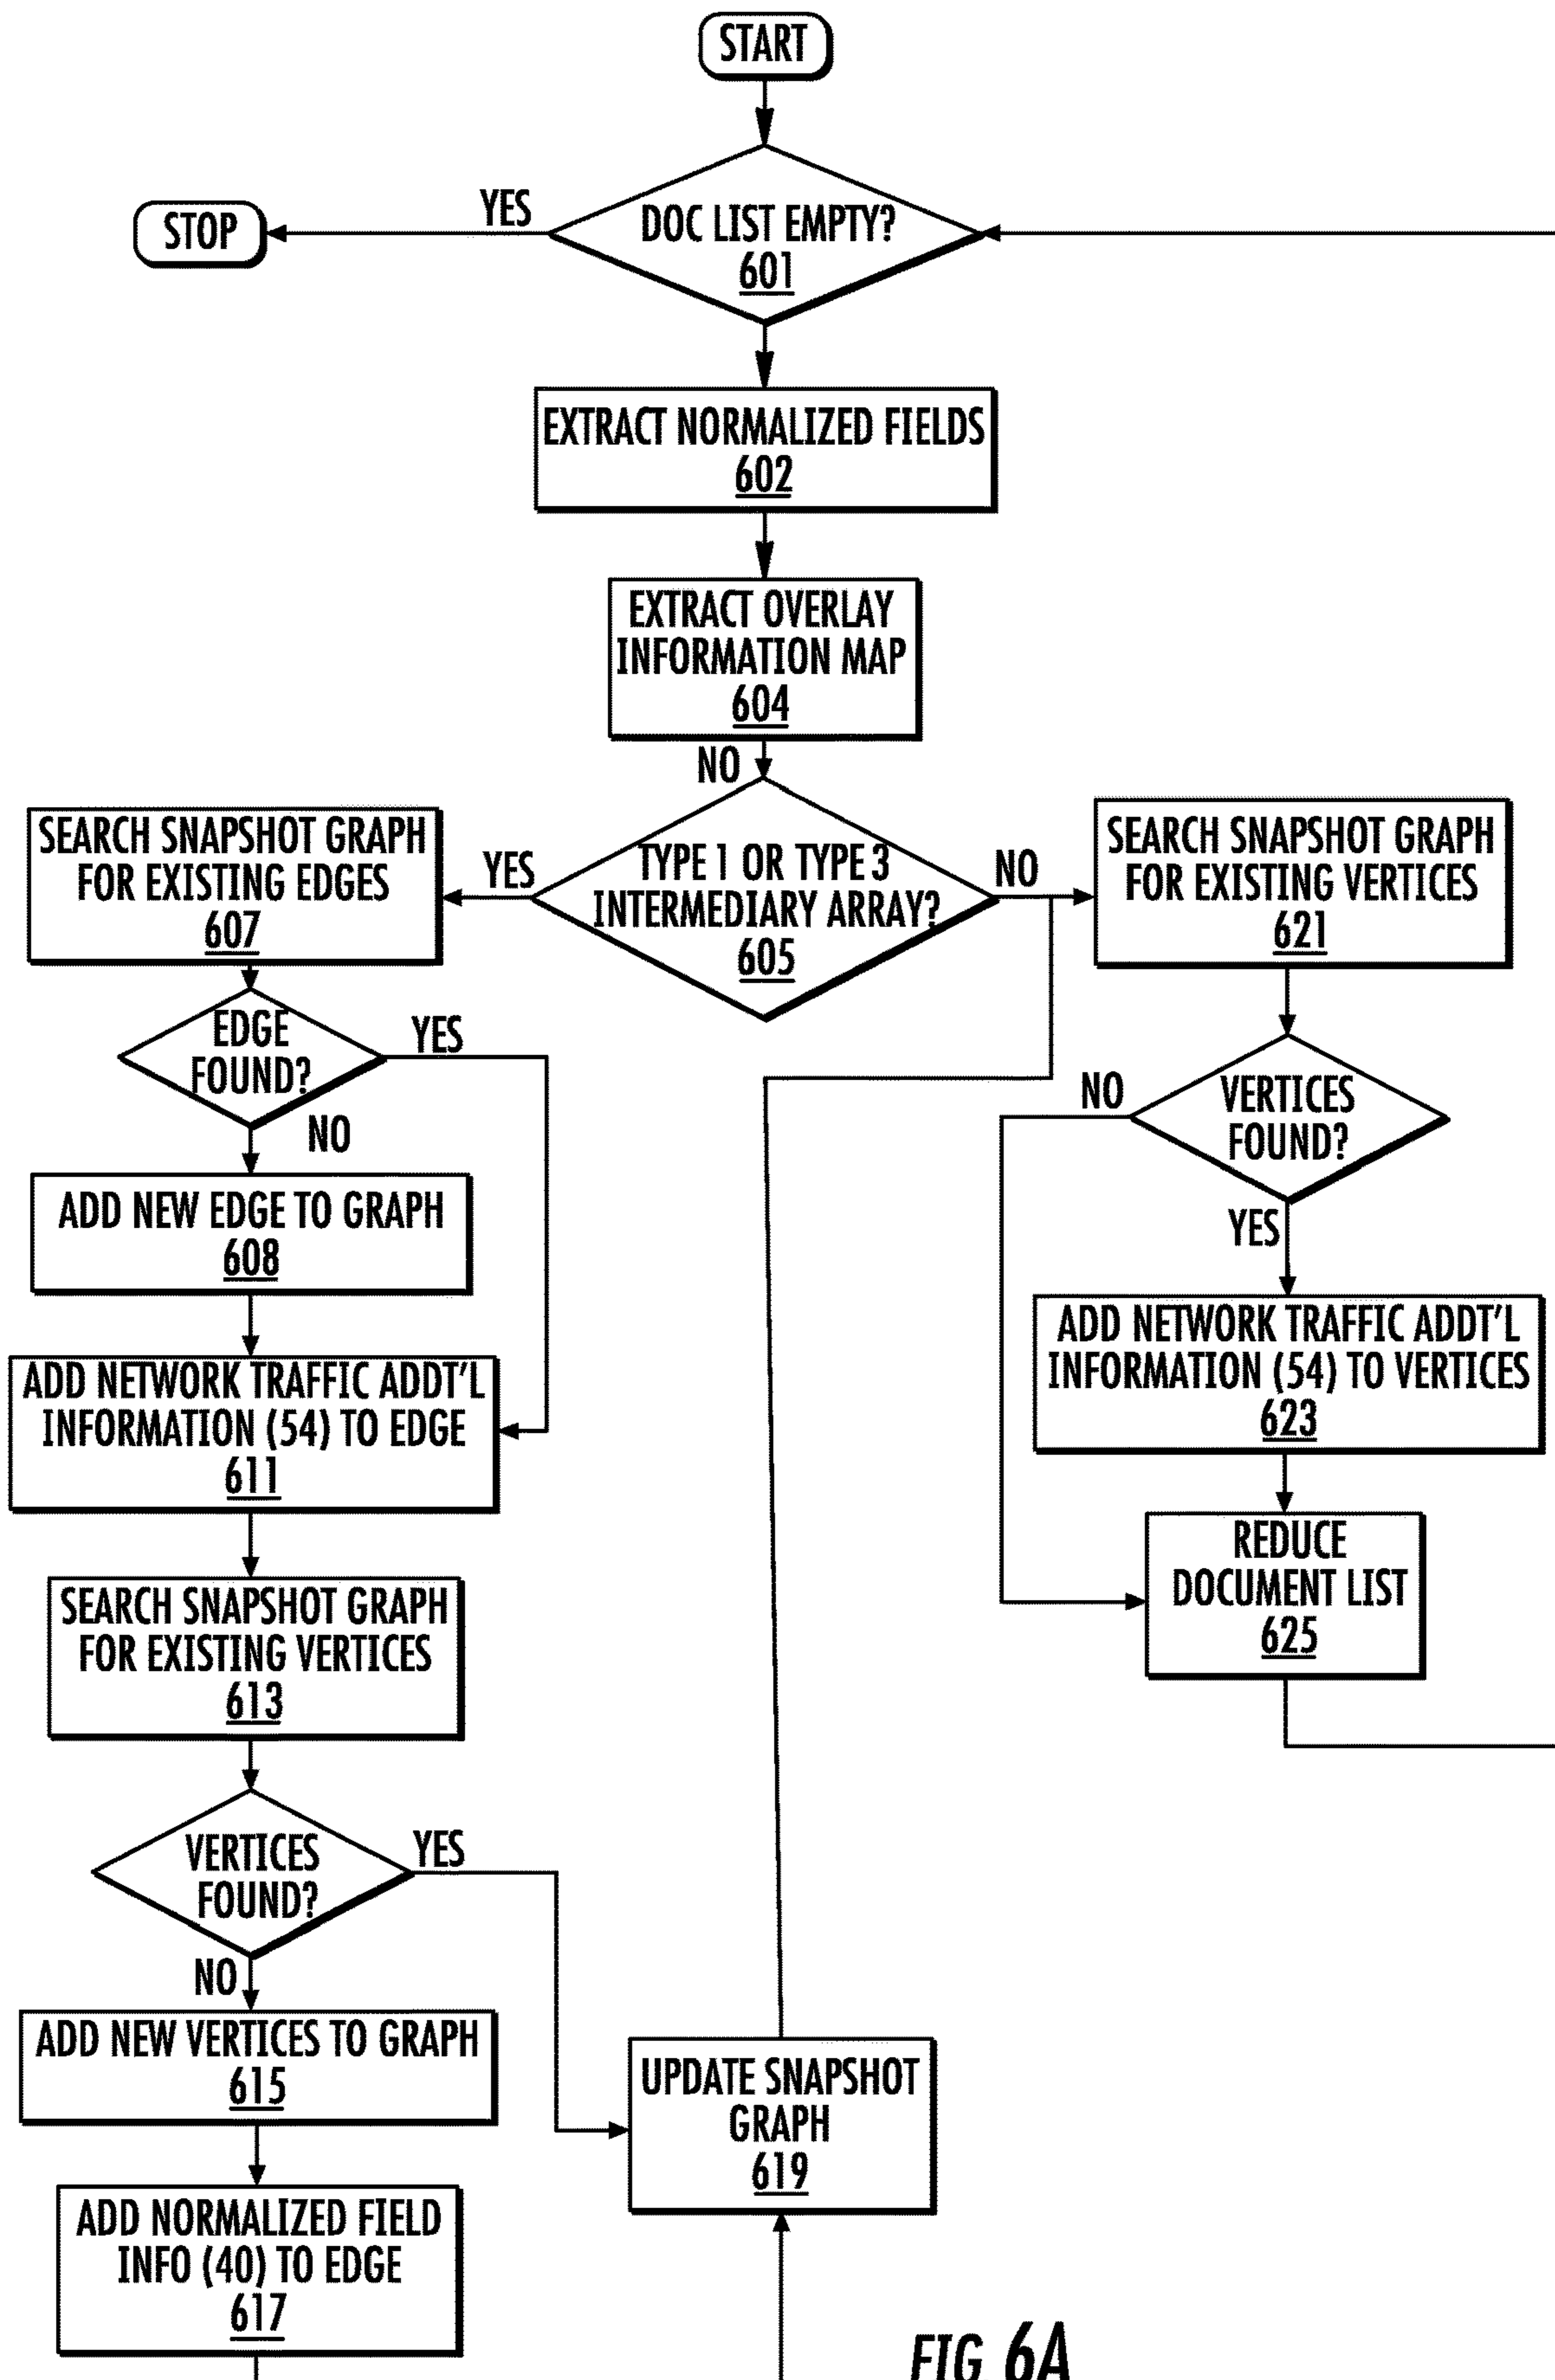 START
YES
STOP
DOC LIST EMPTY?
601
EXTRACT NORMALIZED FIELDS
602
EXTRACT OVERLAY
INFORMATION MAP
604
NO
SEARCH SNAPSHOT GRAPH
FOR EXISTING EDGES
607
YES
TYPE 1 OR TYPE 3
INTERMEDIARY ARRAY?
605
NO
SEARCH SNAPSHOT GRAPH
FOR EXISTING VERTICES
621
EDGE
FOUND?
YES
NO
NO
VERTICES
FOUND?
YES
ADD NEW EDGE TO GRAPH
608
ADD NETWORK TRAFFIC ADDT'L
INFORMATION (54) TO VERTICES
623
ADD NETWORK TRAFFIC ADDT'L
INFORMATION (54) TO EDGE
611
REDUCE
DOCUMENT LIST
625
SEARCH SNAPSHOT GRAPH
FOR EXISTING VERTICES
613
VERTICES
FOUND?
YES
NO
ADD NEW VERTICES TO GRAPH
615
UPDATE SNAPSHOT
GRAPH
619
ADD NORMALIZED FIELD
INFO (40) TO EDGE
617
FIG 6A